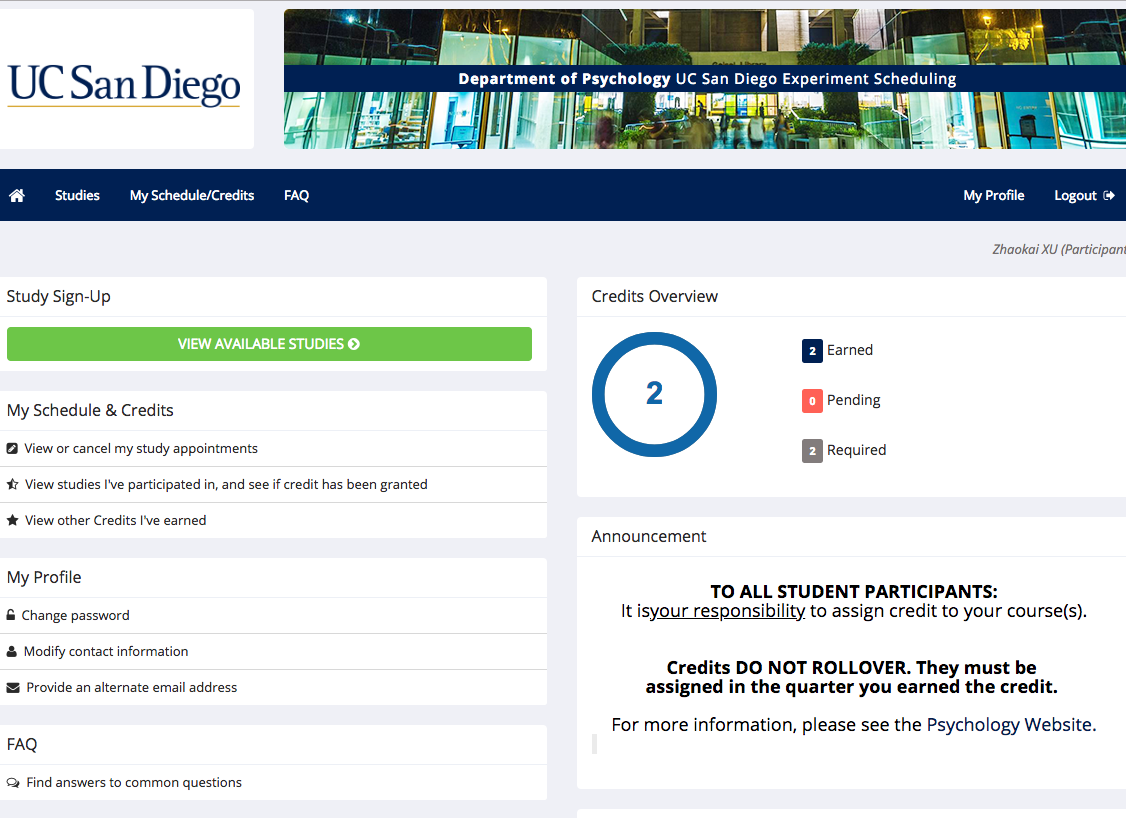 UC San Diego
Department of Psychology UC San Diego Experiment Scheduling
Studies
My Schedule/Credits
FAQ
My Profile
Logout
Zhaokai XU (Participant
Study Sign-Up
VIEW AVAILABLE STUDIES
My Schedule & Credits
View or cancel my study appointments
View studies I've participated in, and see if credit has been granted
View other Credits I've earned
My Profile
Change password
Modify contact information
Provide an alternate email address
FAQ
Find answers to common questions
Credits Overview
2
2 Earned
0 Pending
2 Required
Announcement
TO ALL STUDENT PARTICIPANTS:
It isyour responsibility to assign credit to your course(s).
Credits DO NOT ROLLOVER. They must be
assigned in the quarter you earned the credit.
For more information, please see the Psychology Website.